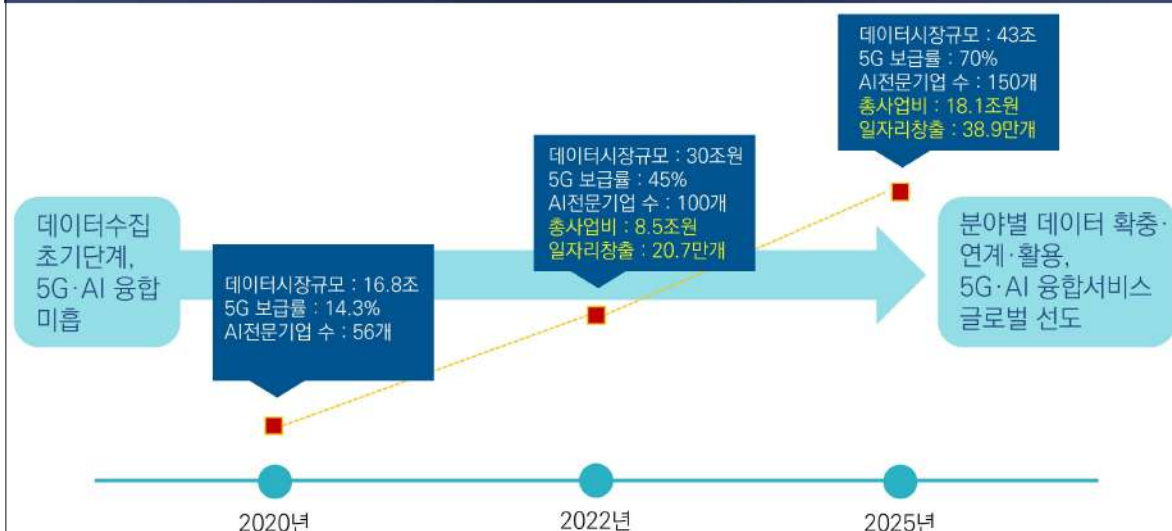 데이터수집
초기단계,
5G·AI 융합
미흡
데이터시장규모 : 16.8조
5G 보급률 : 14.3%
AI전문기업 수 : 56개
데이터시장규모 : 30조원
5G 보급률 : 45%
AI전문기업 수 : 100개
총사업비 : 8.5조원
일자리창출 : 20.7만개
데이터시장규모 : 43조
5G 보급률 : 70%
AI전문기업 수 : 150개
총사업비 : 18.1조원
일자리창출 : 38.9만개
분야별 데이터 확충·
연계·활용,
5G·AI 융합서비스
글로벌 선도
2020년
2022년
2025년